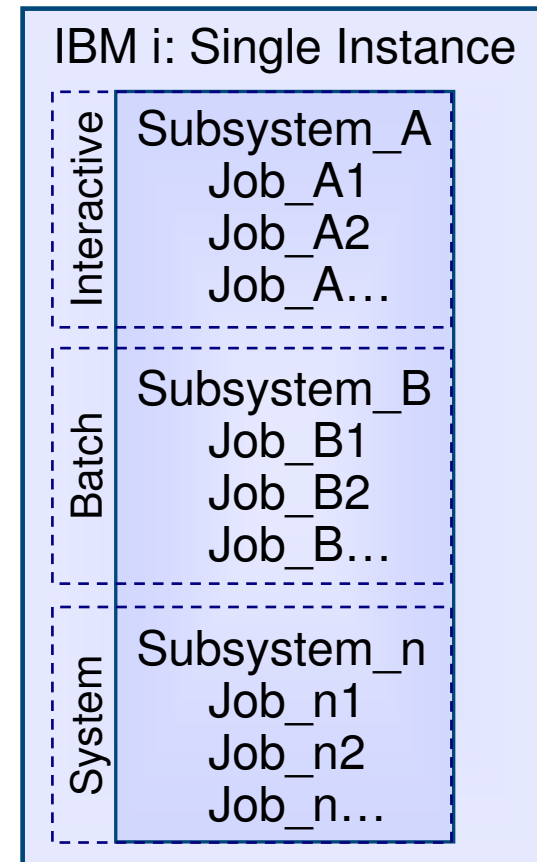 IBM i: Single Instance
Interactive
Subsystem_A
Job_A1
Job_A2
Job_A…
Batch
Subsystem_B
Job_B1
Job_B2
Job_B…
System
Subsystem_n
Job_n1
Job_n2
Job_n…